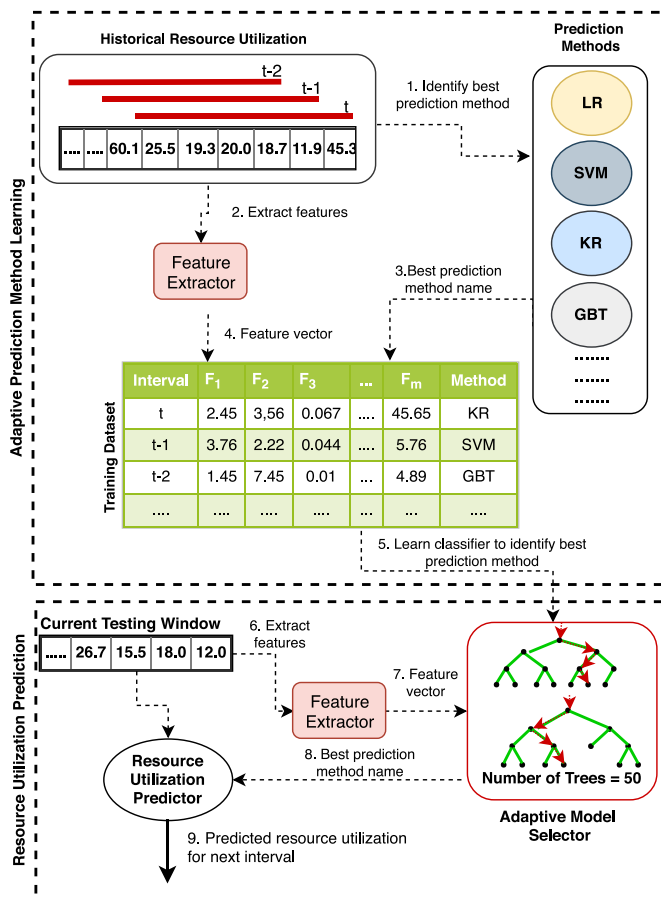 Adaptive Prediction Method Learning
Historical Resource Utilization
t-2
t-1
t
.... .... 60.1 25.5 19.3 20.0 18.7 11.9 45.3
1. Identify best
prediction method
Prediction
Methods
LR
SVM
KR
GBT
.......
.......
.......
2. Extract features
Feature
Extractor
3.Best prediction
method name
4. Feature vector
Training Dataset
Interval F1 F2 F3 ... Fm Method
t 2.45 3,56 0.067 .... 45.65 KR
t-1 3.76 2.22 0.044 .... 5.76 SVM
t-2 1.45 7.45 0.01 ... 4.89 GBT
.... .... .... .... ... ... ....
5. Learn classifier to identify best
prediction method
Resource Utilization Prediction
Current Testing Window
..... 26.7 15.5 18.0 12.0
6. Extract
features
Feature
Extractor
7. Feature
vector
8. Best prediction
method name
Resource
Utilization
Predictor
Number of Trees = 50
Adaptive Model
Selector
9. Predicted resource utilization
for next interval